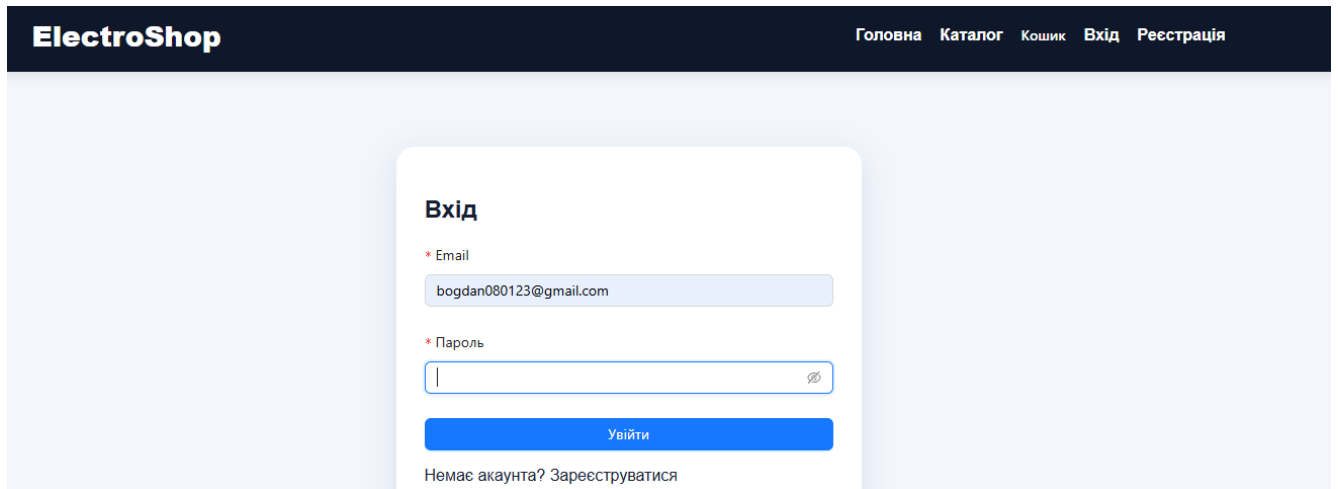 ElectroShop
Головна Каталог Кошик Вхід Реєстрація
Вхід
* Email
bogdan080123@gmail.com
* Пароль
Увійти
Немає акаунта? Зареєструватися